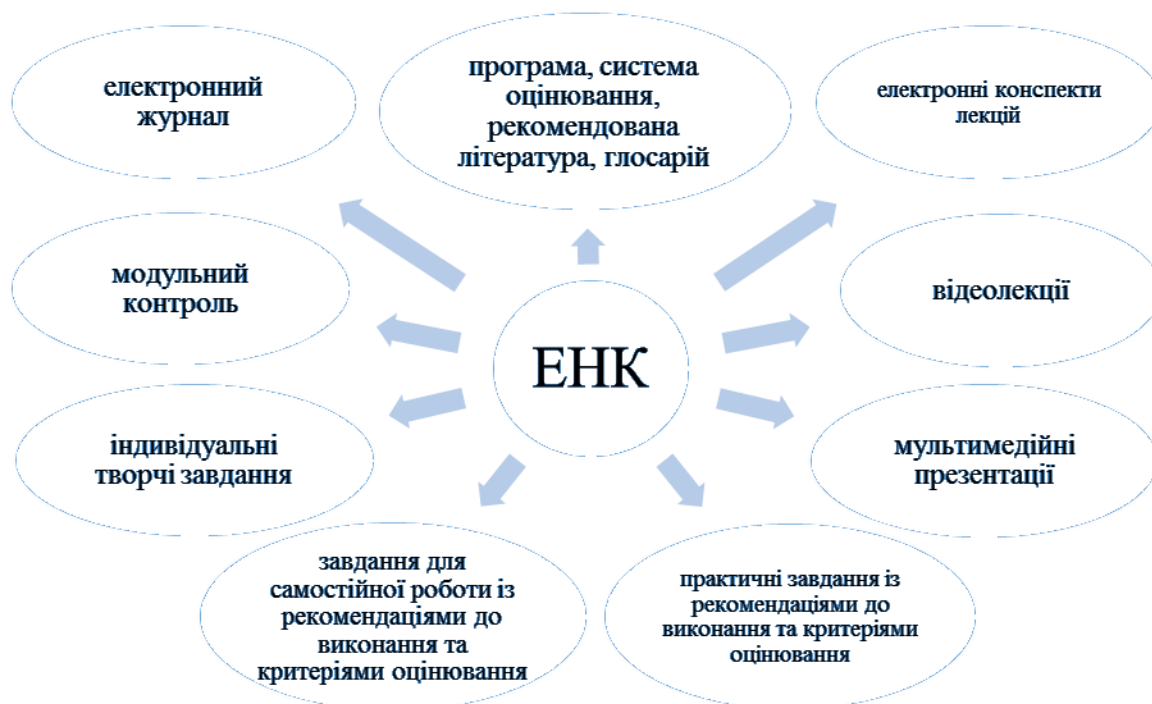 електронний
журнал
програма, система
оцінювання,
рекомендована
література, глосарій
електронні конспекти
лекцій
модульний
контроль
ЕНК
відеолекції
індивідуальні
творчі завдання
мультимедійні
презентації
завдання для
самостійної роботи із
рекомендаціями до
виконання та
критеріями оцінювання
практичні завдання із
рекомендаціями до
виконання та критеріями
оцінювання